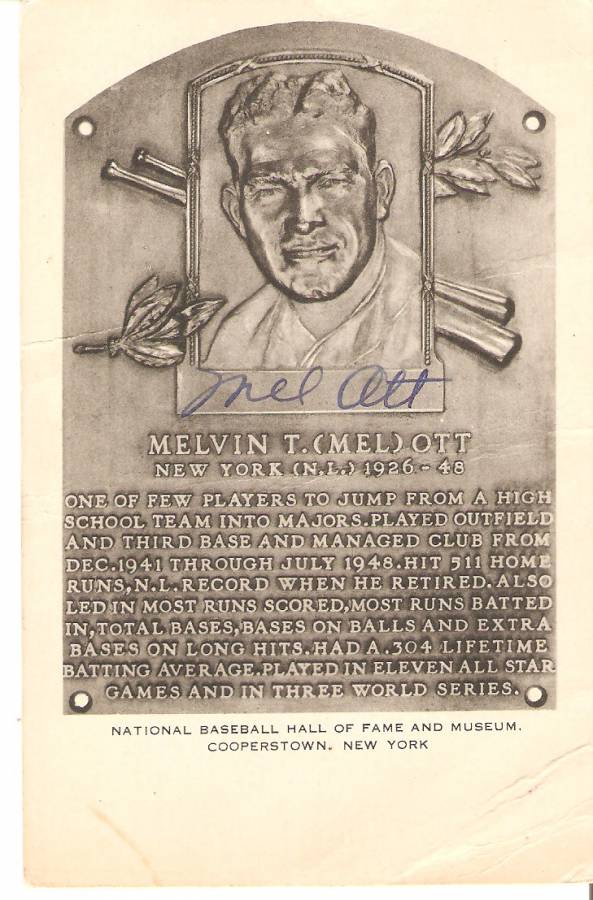 Mel Ott
MELVIN T. (MEL) OTT
NEW YORK (N.L.) 1926-48
ONE OF FEW PLAYERS TO JUMP FROM A HIGH
SCHOOL TEAM INTO MAJORS. PLAYED OUTFIELD
AND THIRD BASE AND MANAGED CLUB FROM
DEC. 1941 THROUGH JULY 1948. HIT 511 HOME
RUNS, N.L. RECORD WHEN HE RETIRED. ALSO
LED IN MOST RUNS SCORED, MOST RUNS BATTED
IN, TOTAL BASES, BASES ON BALLS AND EXTRA
BASES ON LONG HITS. HAD A .304 LIFETIME
BATTING AVERAGE. PLAYED IN ELEVEN ALL STAR
GAMES AND IN THREE WORLD SERIES.
NATIONAL BASEBALL HALL OF FAME AND MUSEUM.
COOPERSTOWN. NEW YORK